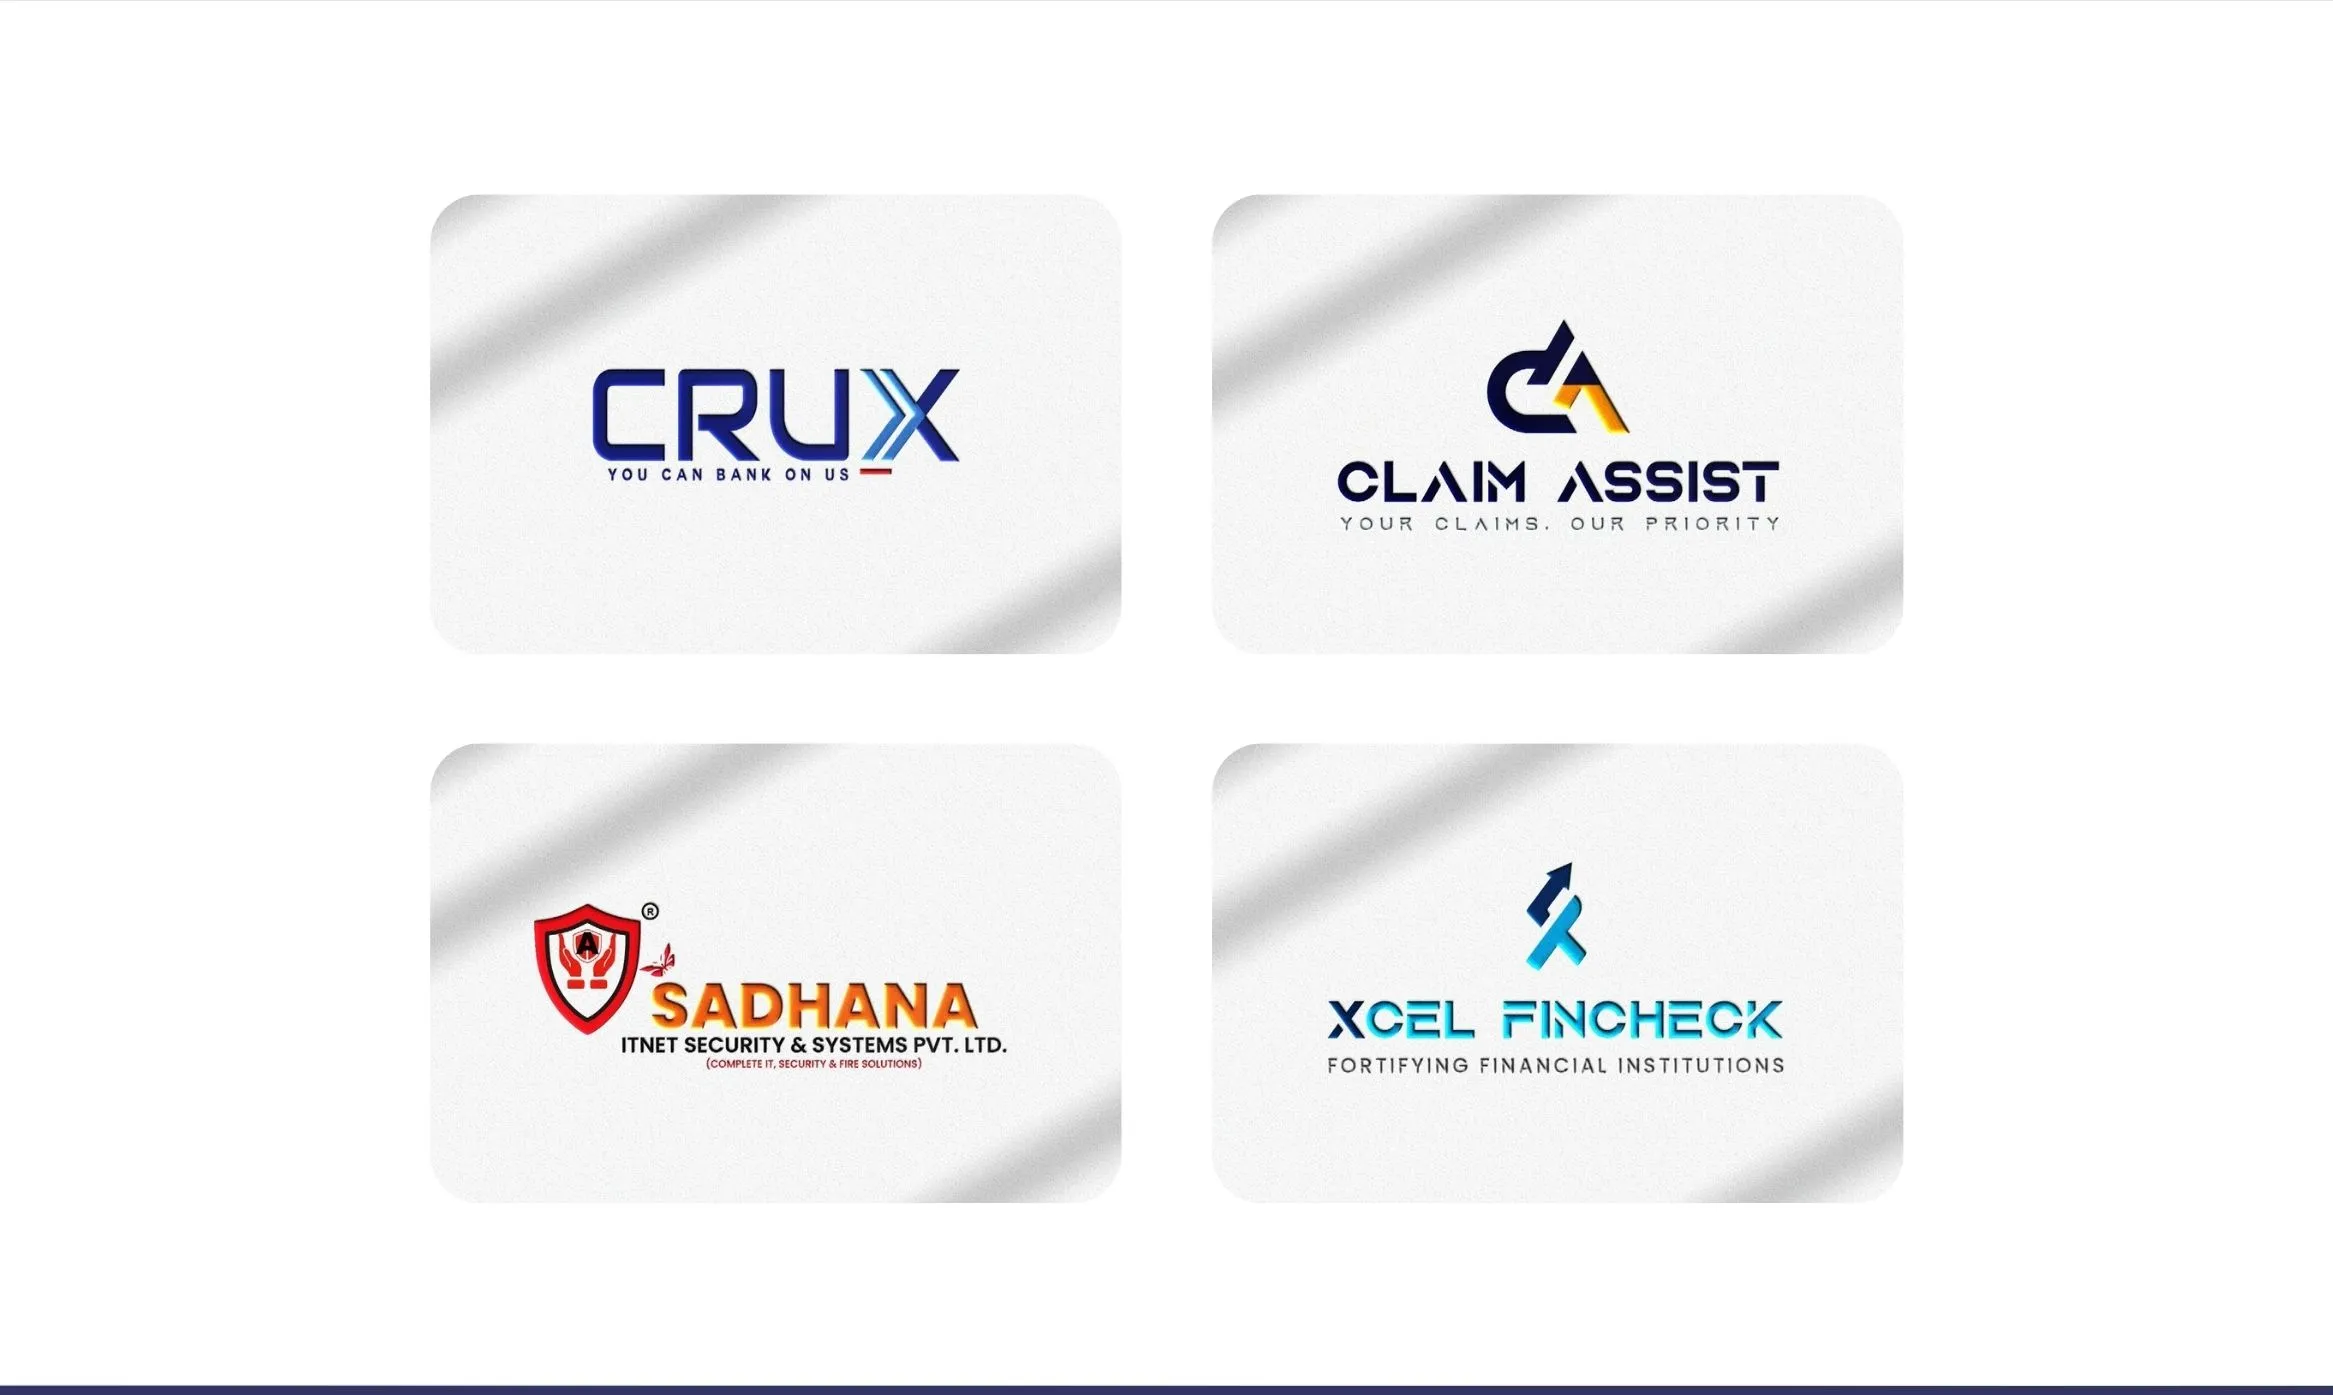 CRUX
YOU CAN BANK ON US
CA
CLAIM ASSIST
YOUR CLAIMS. OUR PRIORITY
®
A
SADHANA
ITNET SECURITY & SYSTEMS PVT. LTD.
(COMPLETE IT, SECURITY & FIRE SOLUTIONS)
XCEL FINCHECK
FORTIFYING FINANCIAL INSTITUTIONS